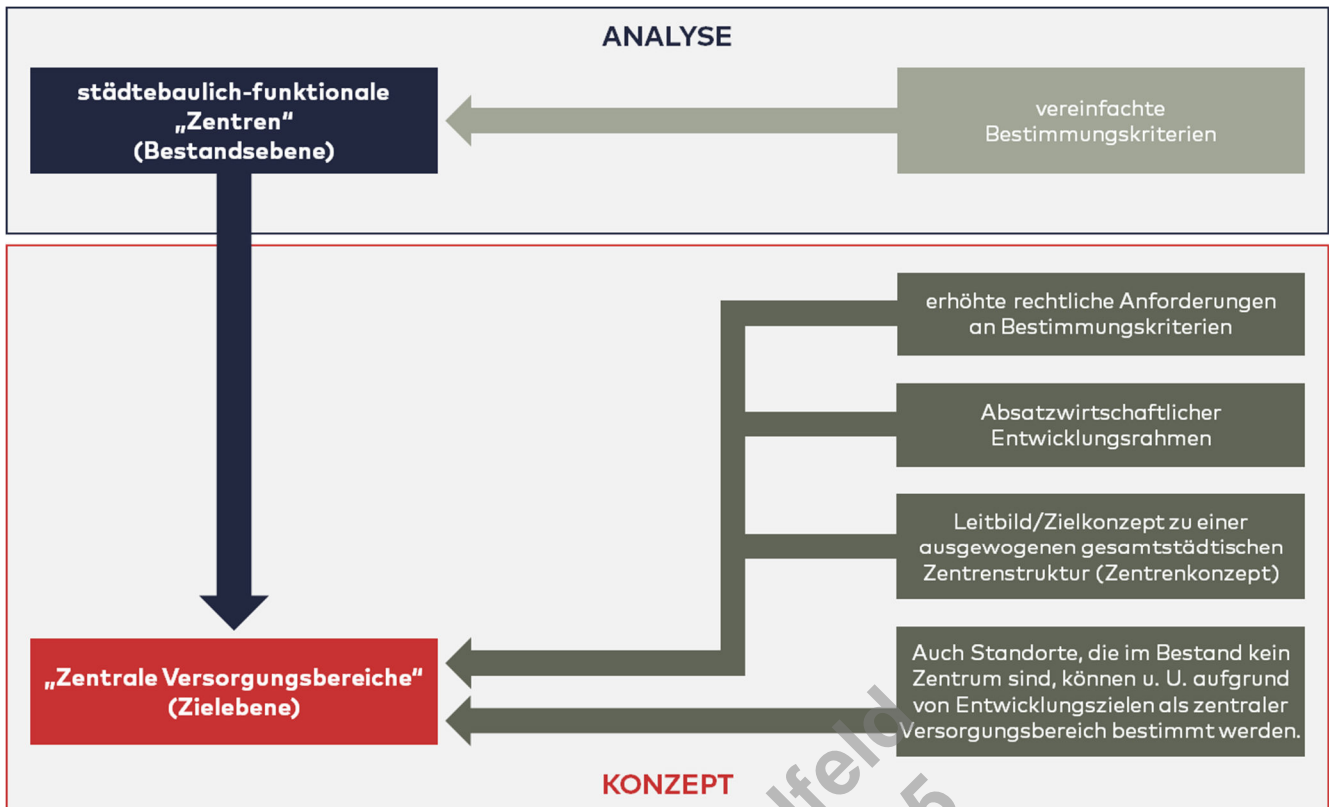 ANALYSE
städtebaulich-funktionale
„Zentren“
(Bestandsebene)
vereinfachte
Bestimmungskriterien
erhöhte rechtliche Anforderungen
an Bestimmungskriterien
Absatzwirtschaftlicher
Entwicklungsrahmen
Leitbild/Zielkonzept zu einer
ausgewogenen gesamtstädtischen
Zentrenstruktur (Zentrenkonzept)
„Zentrale Versorgungsbereiche“
(Zielebene)
Auch Standorte, die im Bestand kein
Zentrum sind, können u. U. aufgrund
von Entwicklungszielen als zentraler
Versorgungsbereich bestimmt werden.
KONZEPT